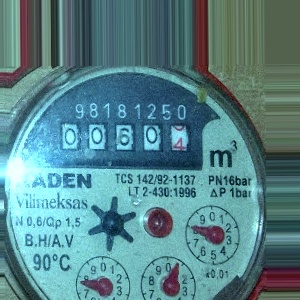 98181250
00604
m³
ADEN
Vilimeksas
TCS 142/92-1137 PN16bar
LT 2-430:1996 ΔP 1bar
N 0,6/Qp 1,5
B.H/A.V
90°C
x0.01